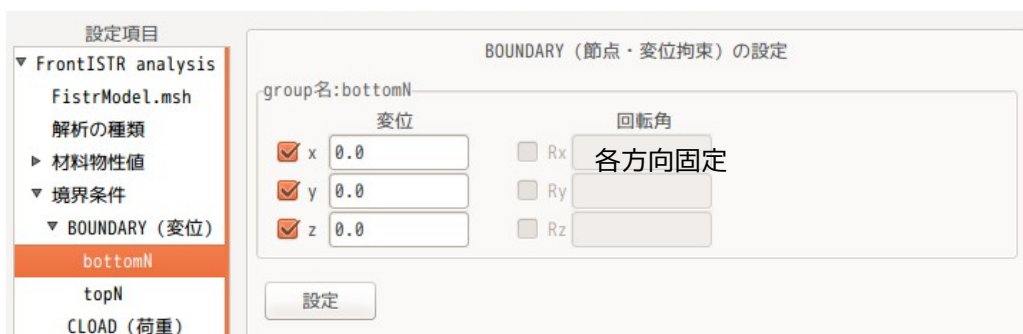 設定項目
▼ FrontISTR analysis
FistrModel.msh
解析の種類
▶ 材料物性値
▼ 境界条件
▼ BOUNDARY (変位)
bottomN
topN
CLOAD (荷重)
BOUNDARY (節点・変位拘束) の設定
group名:bottomN
変位 回転角
x 0.0 Rx 各方向固定
y 0.0 Ry
z 0.0 Rz
設定